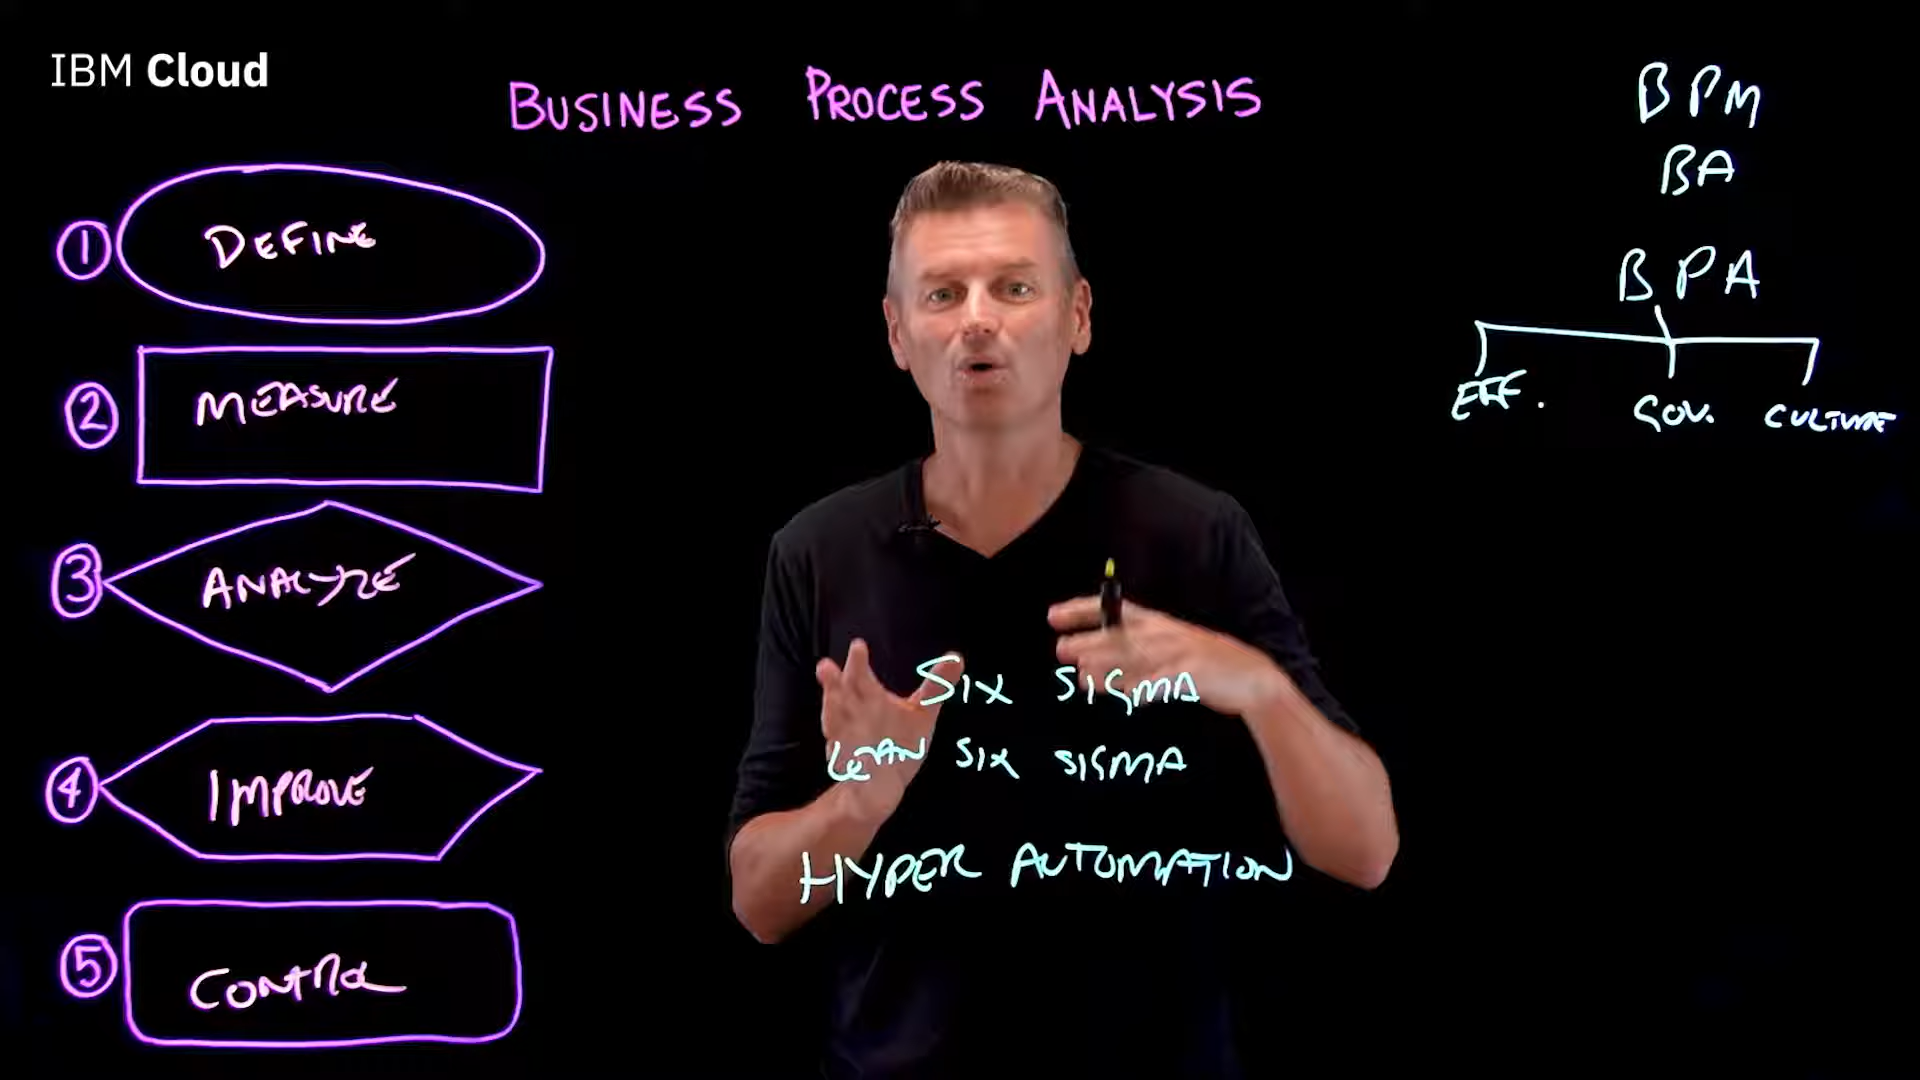 IBM Cloud
BUSINESS PROCESS ANALYSIS
1 DEFINE
2 MEASURE
3 ANALYZE
4 IMPROVE
5 CONTROL
SIX SIGMA
LEAN SIX SIGMA
HYPER AUTOMATION
BPM
BA
BPA
EFF. GOV. CULTURE